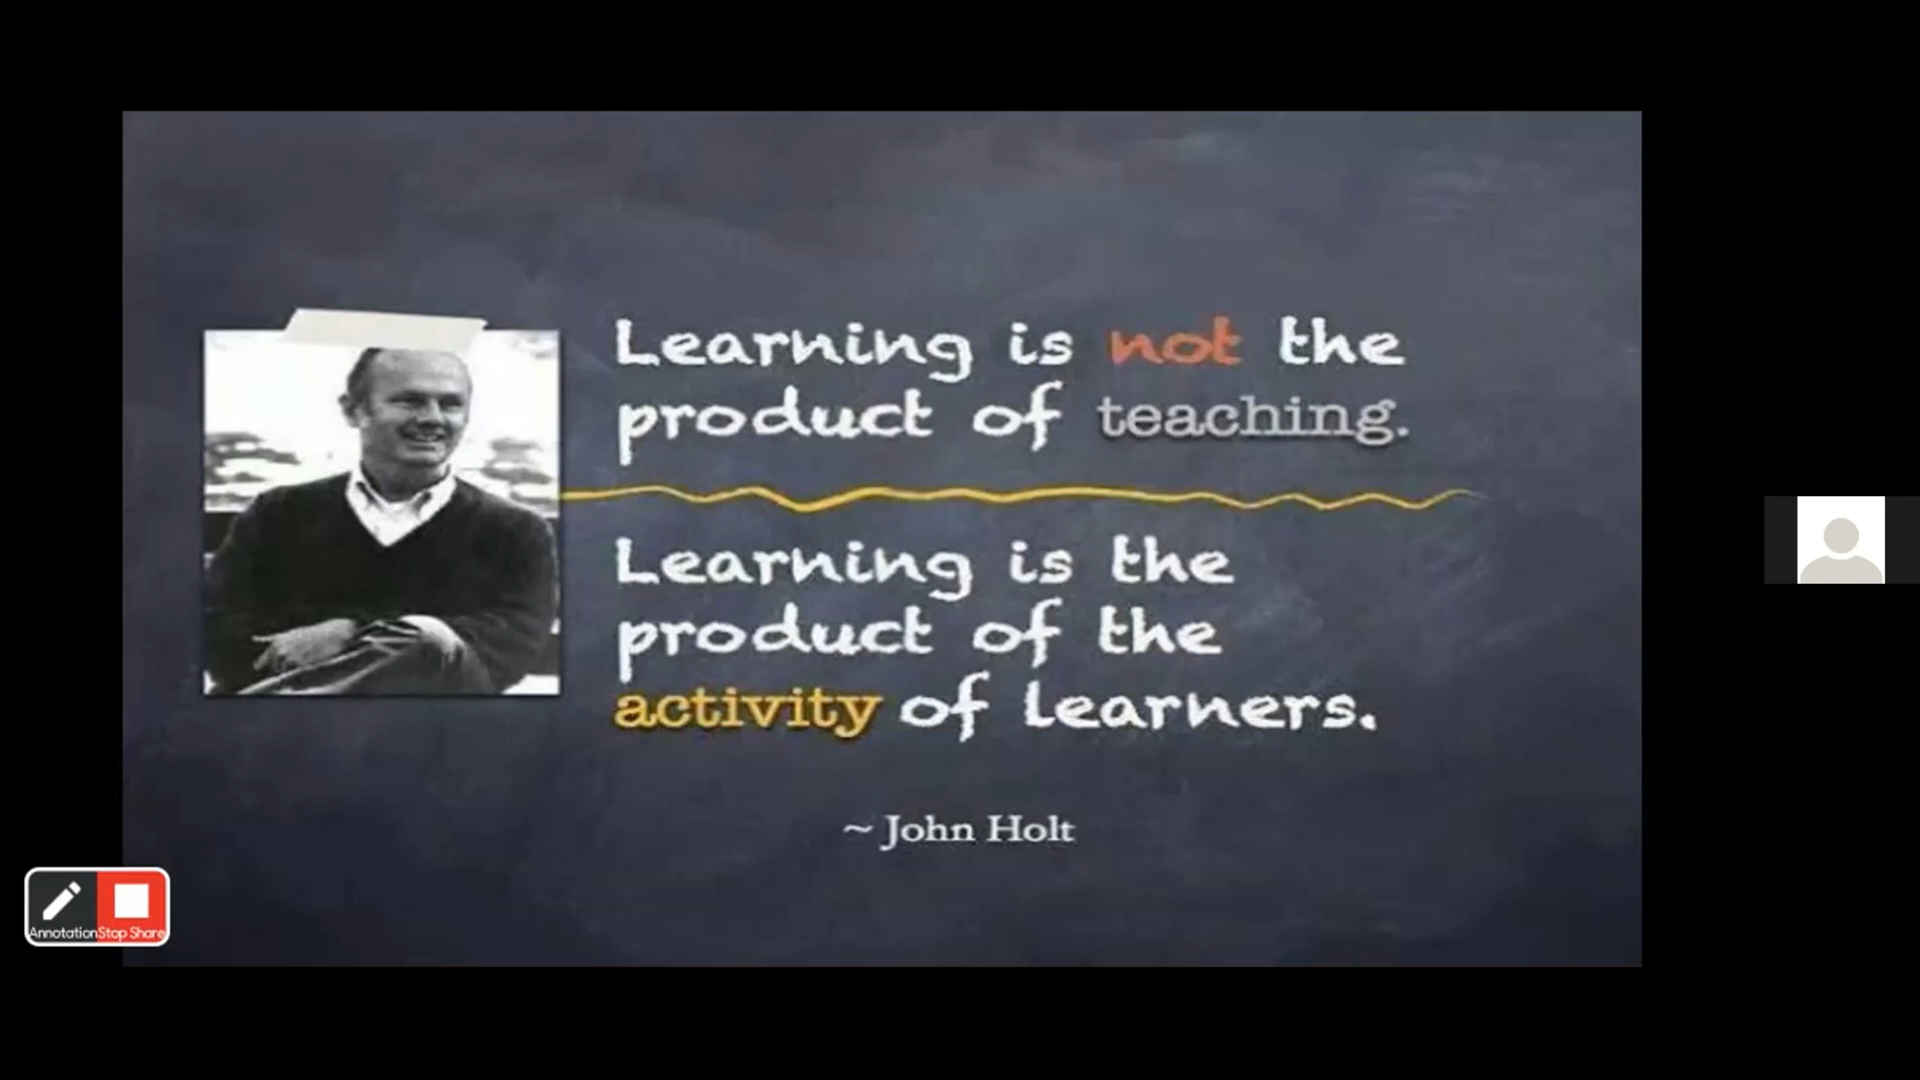 Learning is not the
product of teaching.
Learning is the
product of the
activity of learners.
~ John Holt
Annotation Stop Share